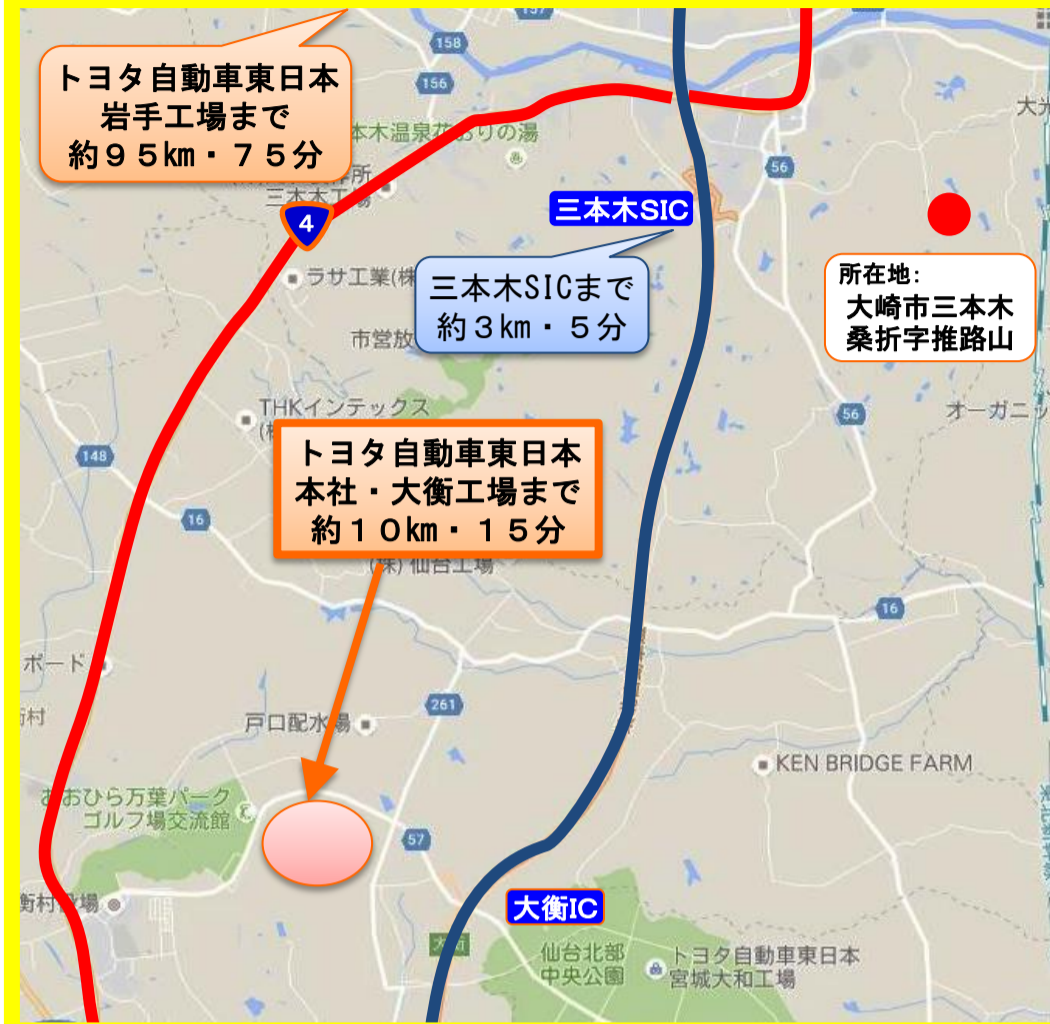 157
158
156
トヨタ自動車東日本
岩手工場まで
約９５㎞・７５分
本木温泉花おりの湯
所
三本木工場
4
三本木SIC
56
大
所在地:
大崎市三本木
桑折字推路山
ラサ工業(株
三本木SICまで
約３㎞・５分
市営放
THKインテックス
(株
56
オーガニッ
148
16
トヨタ自動車東日本
本社・大衡工場まで
約１０㎞・１５分
(株) 仙台工場
16
ボード
村
261
戸口配水場
KEN BRIDGE FARM
おおひら万葉パーク
ゴルフ場交流館
57
衡村役場
大衡IC
大衡
仙台北部
中央公園
トヨタ自動車東日本
宮城大和工場